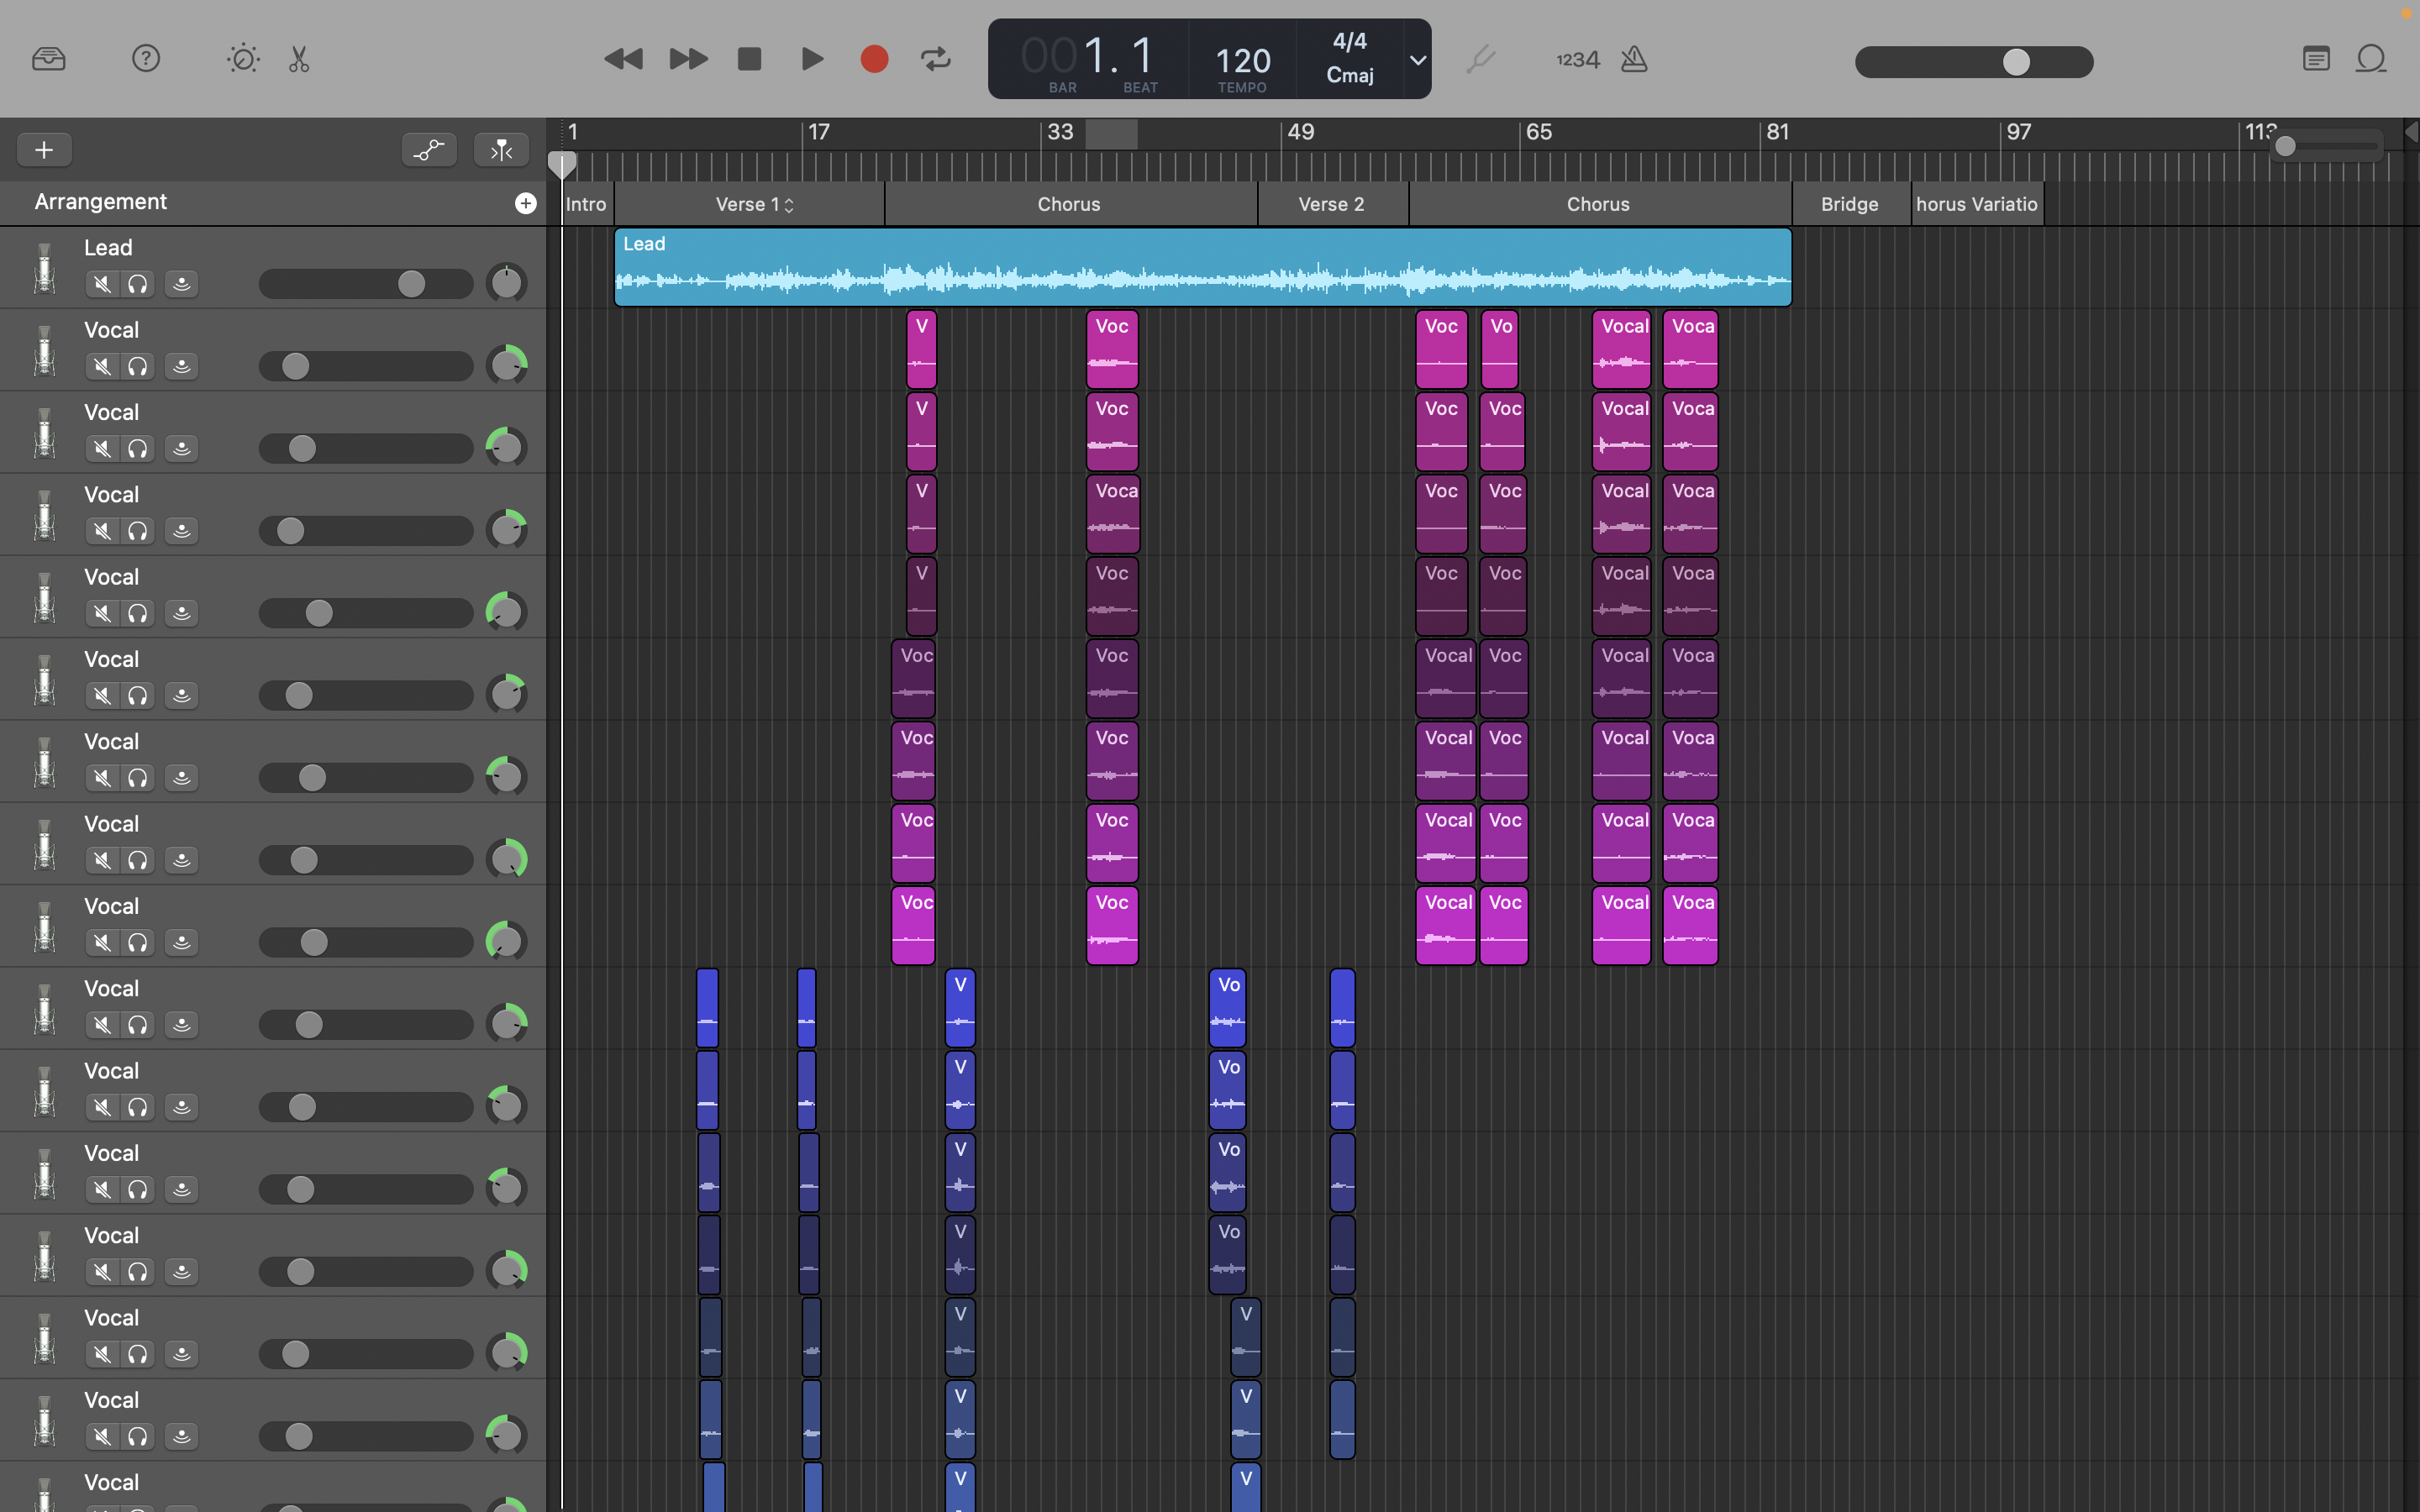 001. 1 120 4/4
Cmaj
BAR BEAT TEMPO
1234
1 17 33 49 65 81 97
Arrangement
Intro Verse 1 Chorus Verse 2 Chorus Bridge horus Variatio
Lead Lead
Vocal V Voc Voc Vo Vocal Voca
Vocal V Voc Voc Voc Vocal Voca
Vocal V Voca Voc Voc Vocal Voca
Vocal V Voc Voc Voc Vocal Voca
Vocal Voc Voc Vocal Voc Vocal Voca
Vocal Voc Voc Vocal Voc Vocal Voca
Vocal Voc Voc Vocal Voc Vocal Voca
Vocal Voc Voc Vocal Voc Vocal Voca
Vocal V Vo
Vocal V Vo
Vocal V Vo
Vocal V Vo
Vocal V V
Vocal V V
Vocal V V